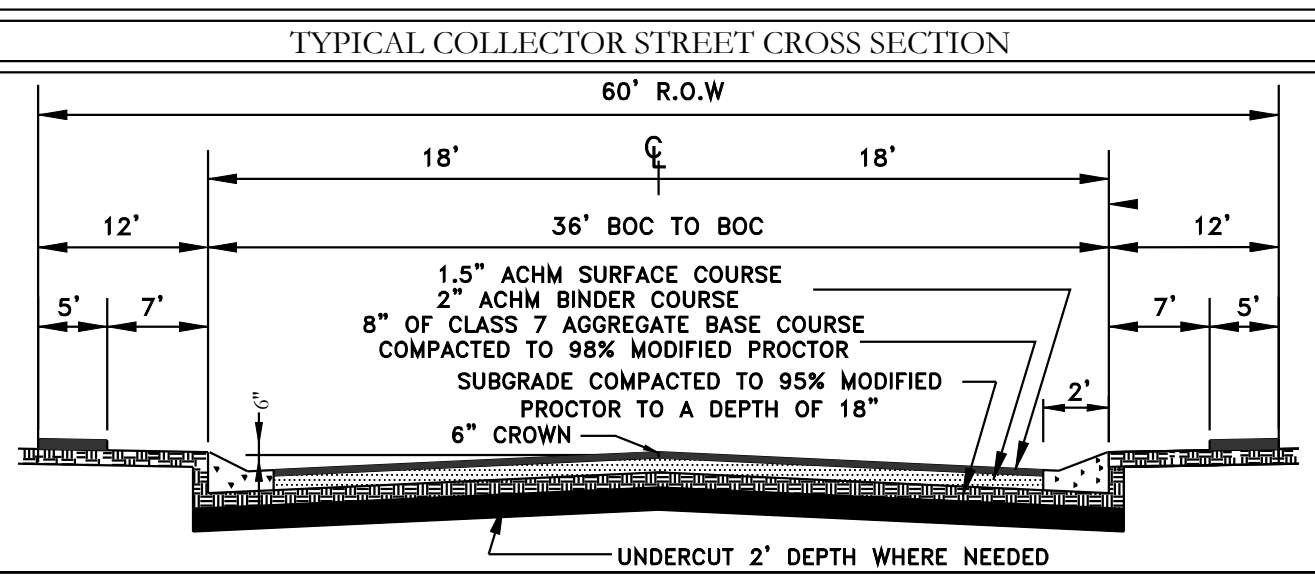 TYPICAL COLLECTOR STREET CROSS SECTION
60' R.O.W
18' ℄ 18'
12' 36' BOC TO BOC 12'
1.5" ACHM SURFACE COURSE
2" ACHM BINDER COURSE
5' 7' 7' 5'
8" OF CLASS 7 AGGREGATE BASE COURSE
COMPACTED TO 98% MODIFIED PROCTOR
SUBGRADE COMPACTED TO 95% MODIFIED
2'
6"
PROCTOR TO A DEPTH OF 18"
6" CROWN
UNDERCUT 2' DEPTH WHERE NEEDED